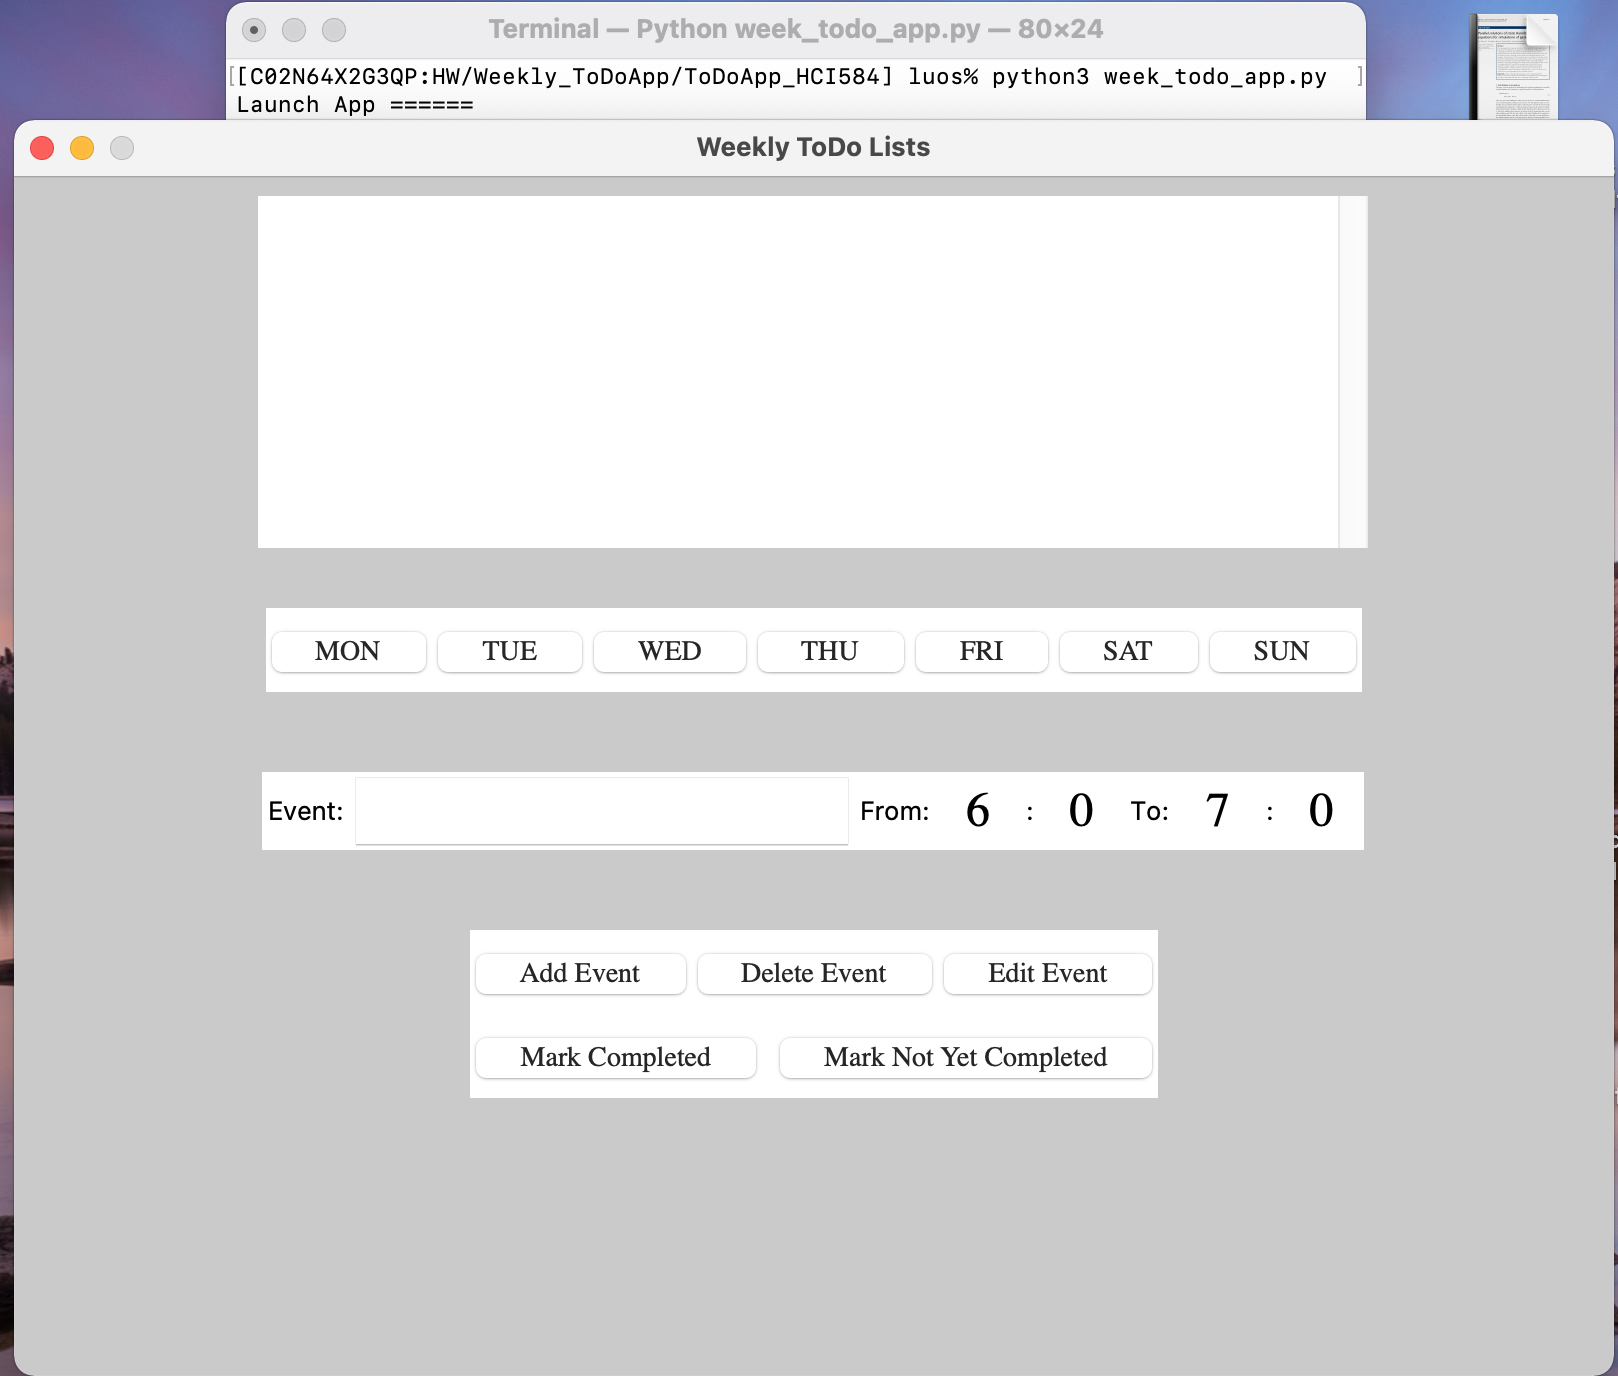 Terminal — Python week_todo_app.py — 80×24
[[C02N64X2G3QP:HW/Weekly_ToDoApp/ToDoApp_HCI584] luos% python3 week_todo_app.py ]
Launch App ======
Weekly ToDo Lists
MON TUE WED THU FRI SAT SUN
Event: From: 6 : 0 To: 7 : 0
Add Event Delete Event Edit Event
Mark Completed Mark Not Yet Completed